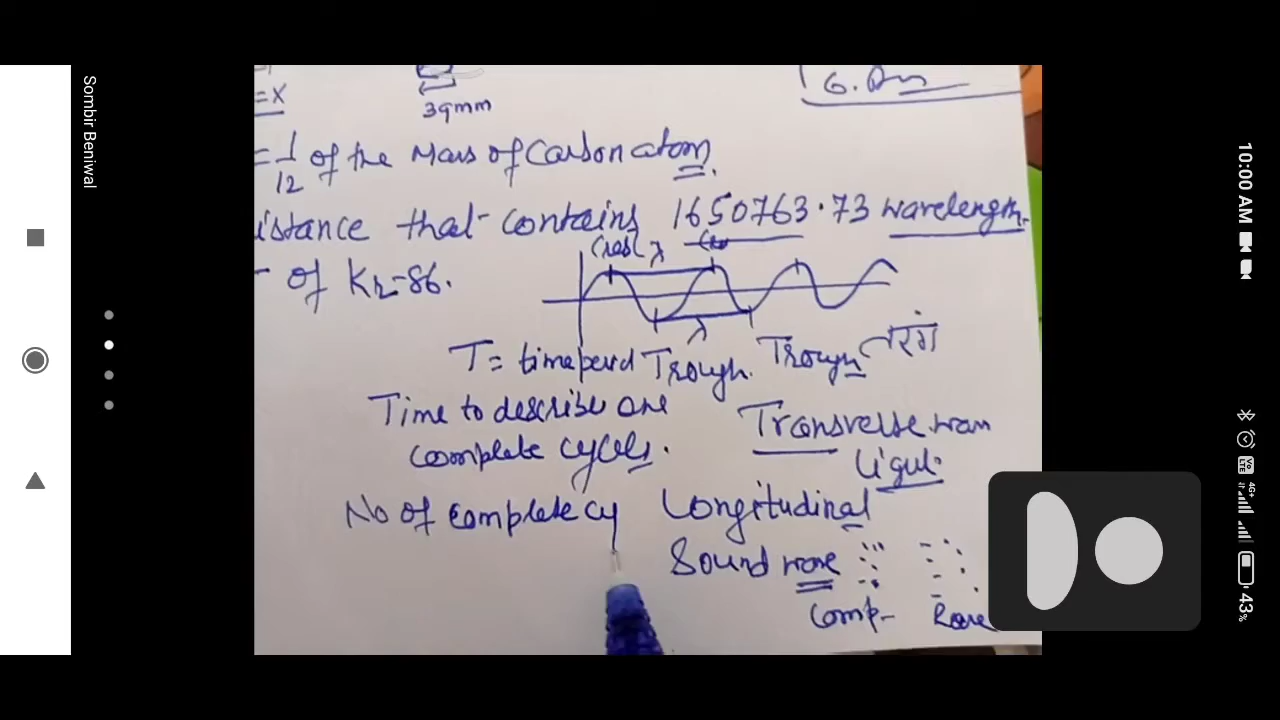 Sombir Beniwal
10:00 AM
43%
=X
39mm
= 1/12 of the Mass of Carbon atom.
istance that contains 1650763.73 wavelength
of Kr-86.
Crest λ
λ
T = time period Trough. Trough तरंग
Time to describe one
complete cycles.
Transverse wave
Light.
No of complete cy
Longitudinal
Sound wave
Comp- Rare